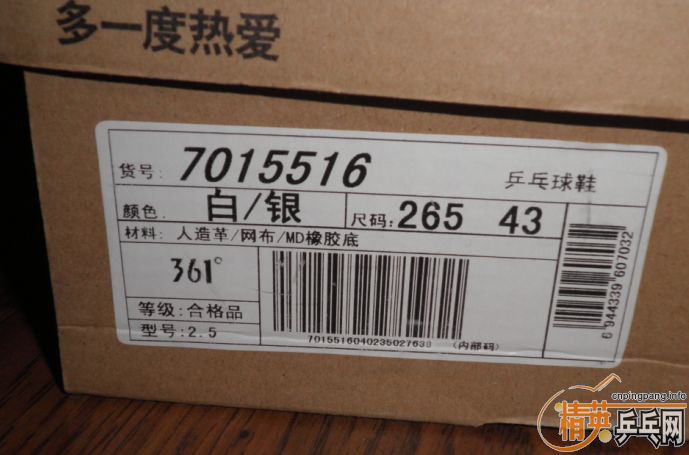 多一度热爱
货号: 7015516 乒乓球鞋
颜色: 白/银 尺码: 265 43
材料: 人造革/网布/MD橡胶底
361°
等级:合格品
型号:2.5
7015516040235027638 (内部码)
6 944339 607032
cnpingpang.info
精英乒乓网